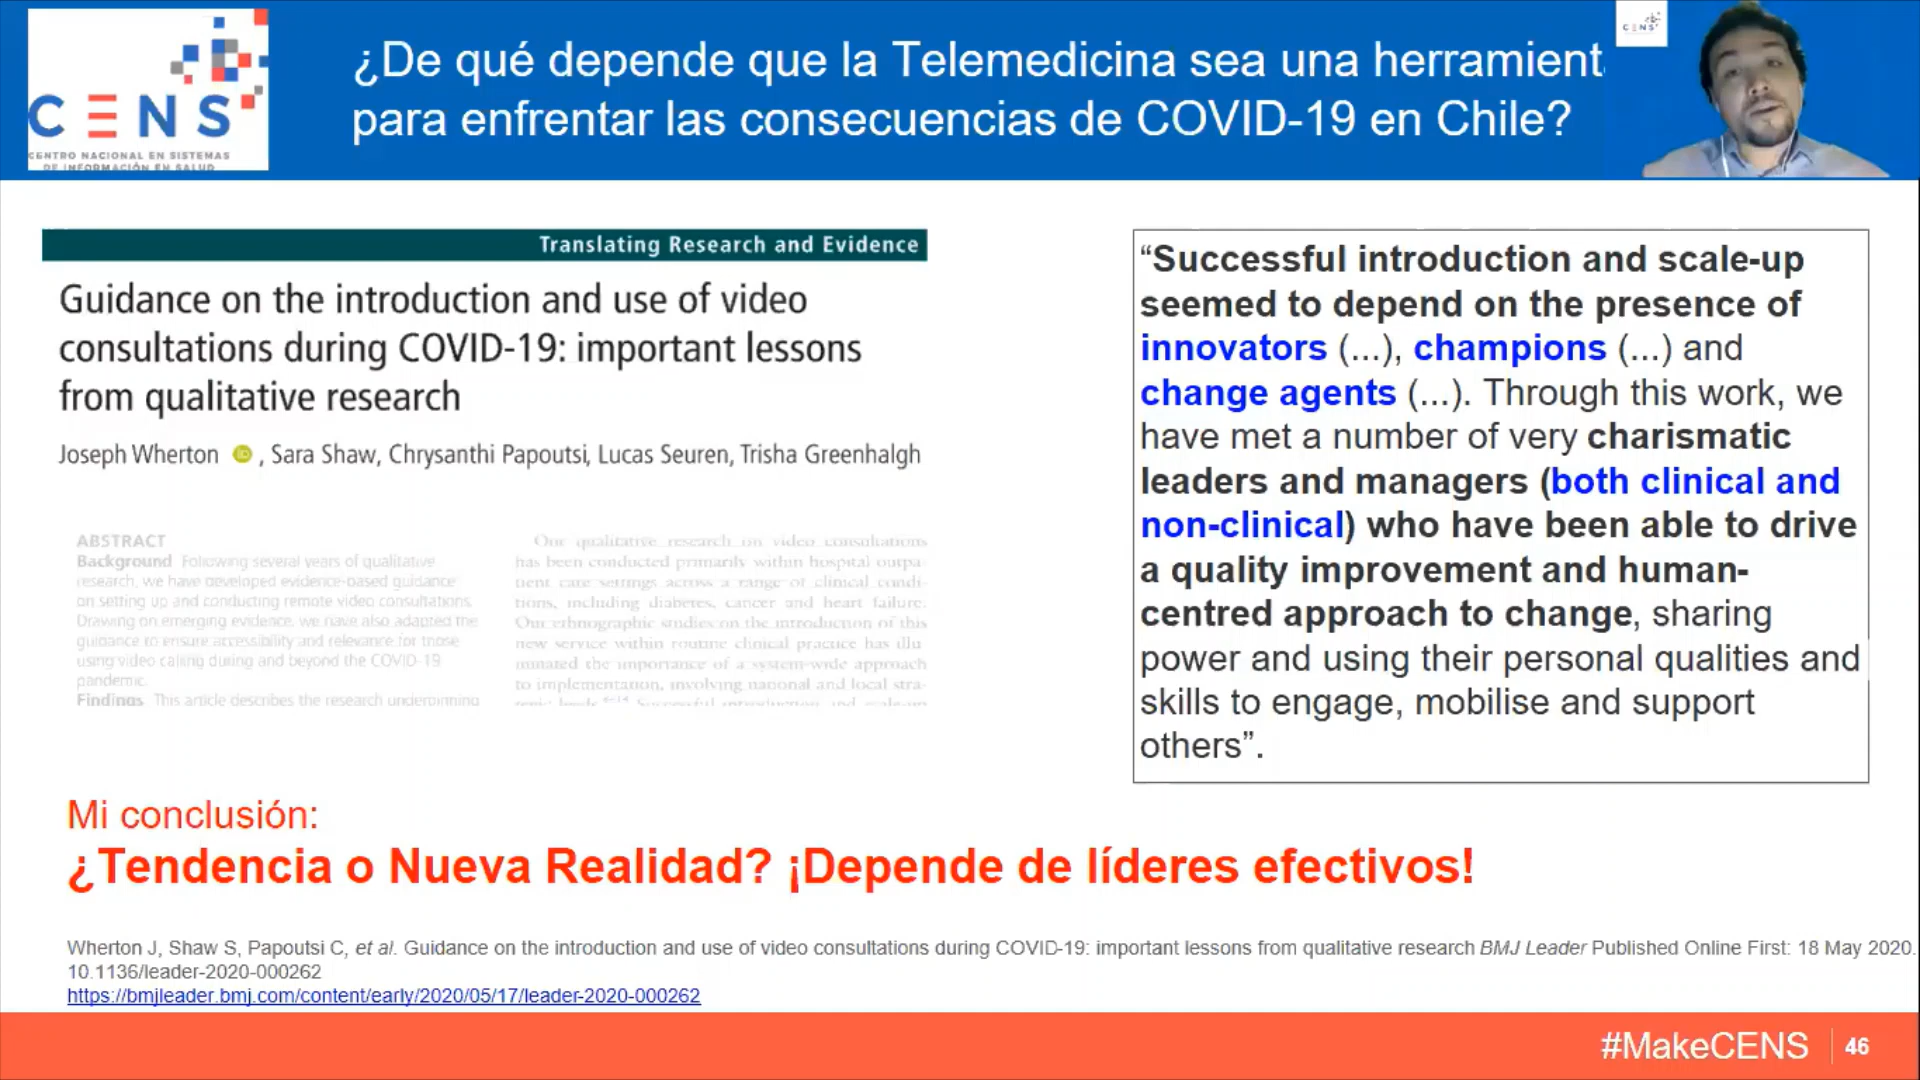 CENS
CENTRO NACIONAL EN SISTEMAS
DE INFORMACIÓN EN SALUD
¿De qué depende que la Telemedicina sea una herramient
para enfrentar las consecuencias de COVID-19 en Chile?
CENS
Translating Research and Evidence
Guidance on the introduction and use of video
consultations during COVID-19: important lessons
from qualitative research
Joseph Wherton , Sara Shaw, Chrysanthi Papoutsi, Lucas Seuren, Trisha Greenhalgh
ABSTRACT
Background Following several years of qualitative
research, we have developed evidence-based guidance
on setting up and conducting remote video consultations.
Drawing on emerging evidence, we have also adapted the
guidance to ensure accessibility and relevance for those
using video calling during and beyond the COVID-19
pandemic.
Findings This article describes the research underpinning
Our qualitative research on video consultations
has been conducted primarily within hospital outpa-
tient care settings across a range of clinical condi-
tions, including diabetes, cancer and heart failure.
Our ethnographic studies on the introduction of this
new service within routine clinical practice has illu-
minated the importance of a system-wide approach
to implementation, involving national and local stra-
tegic levels. Successful introduction and scale-up
“Successful introduction and scale-up
seemed to depend on the presence of
innovators (...), champions (...) and
change agents (...). Through this work, we
have met a number of very charismatic
leaders and managers (both clinical and
non-clinical) who have been able to drive
a quality improvement and human-
centred approach to change, sharing
power and using their personal qualities and
skills to engage, mobilise and support
others”.
Mi conclusión:
¿Tendencia o Nueva Realidad? ¡Depende de líderes efectivos!
Wherton J, Shaw S, Papoutsi C, et al. Guidance on the introduction and use of video consultations during COVID-19: important lessons from qualitative research BMJ Leader Published Online First: 18 May 2020.
10.1136/leader-2020-000262
https://bmjleader.bmj.com/content/early/2020/05/17/leader-2020-000262
#MakeCENS
46